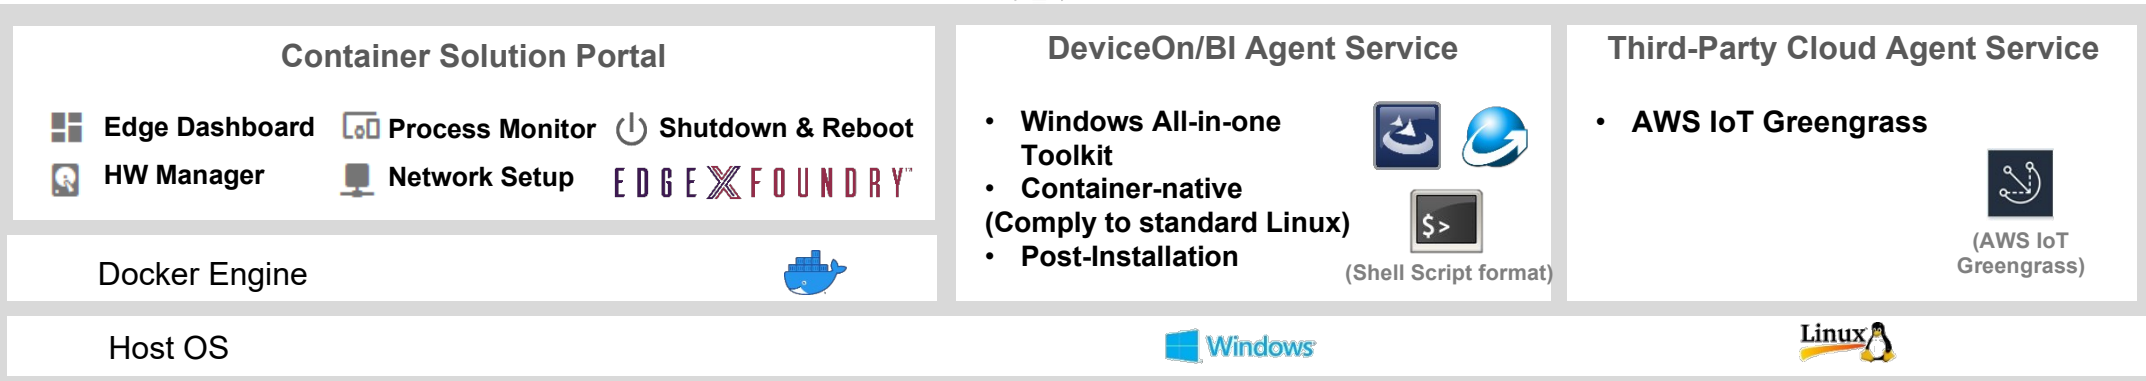 Container Solution Portal
Edge Dashboard
Process Monitor
Shutdown & Reboot
HW Manager
Network Setup
EDGE X FOUNDRY™
Docker Engine
DeviceOn/BI Agent Service
• Windows All-in-one
Toolkit
• Container-native
(Comply to standard Linux)
• Post-Installation
$>
(Shell Script format)
Third-Party Cloud Agent Service
• AWS IoT Greengrass
(AWS IoT
Greengrass)
Host OS
Windows
Linux